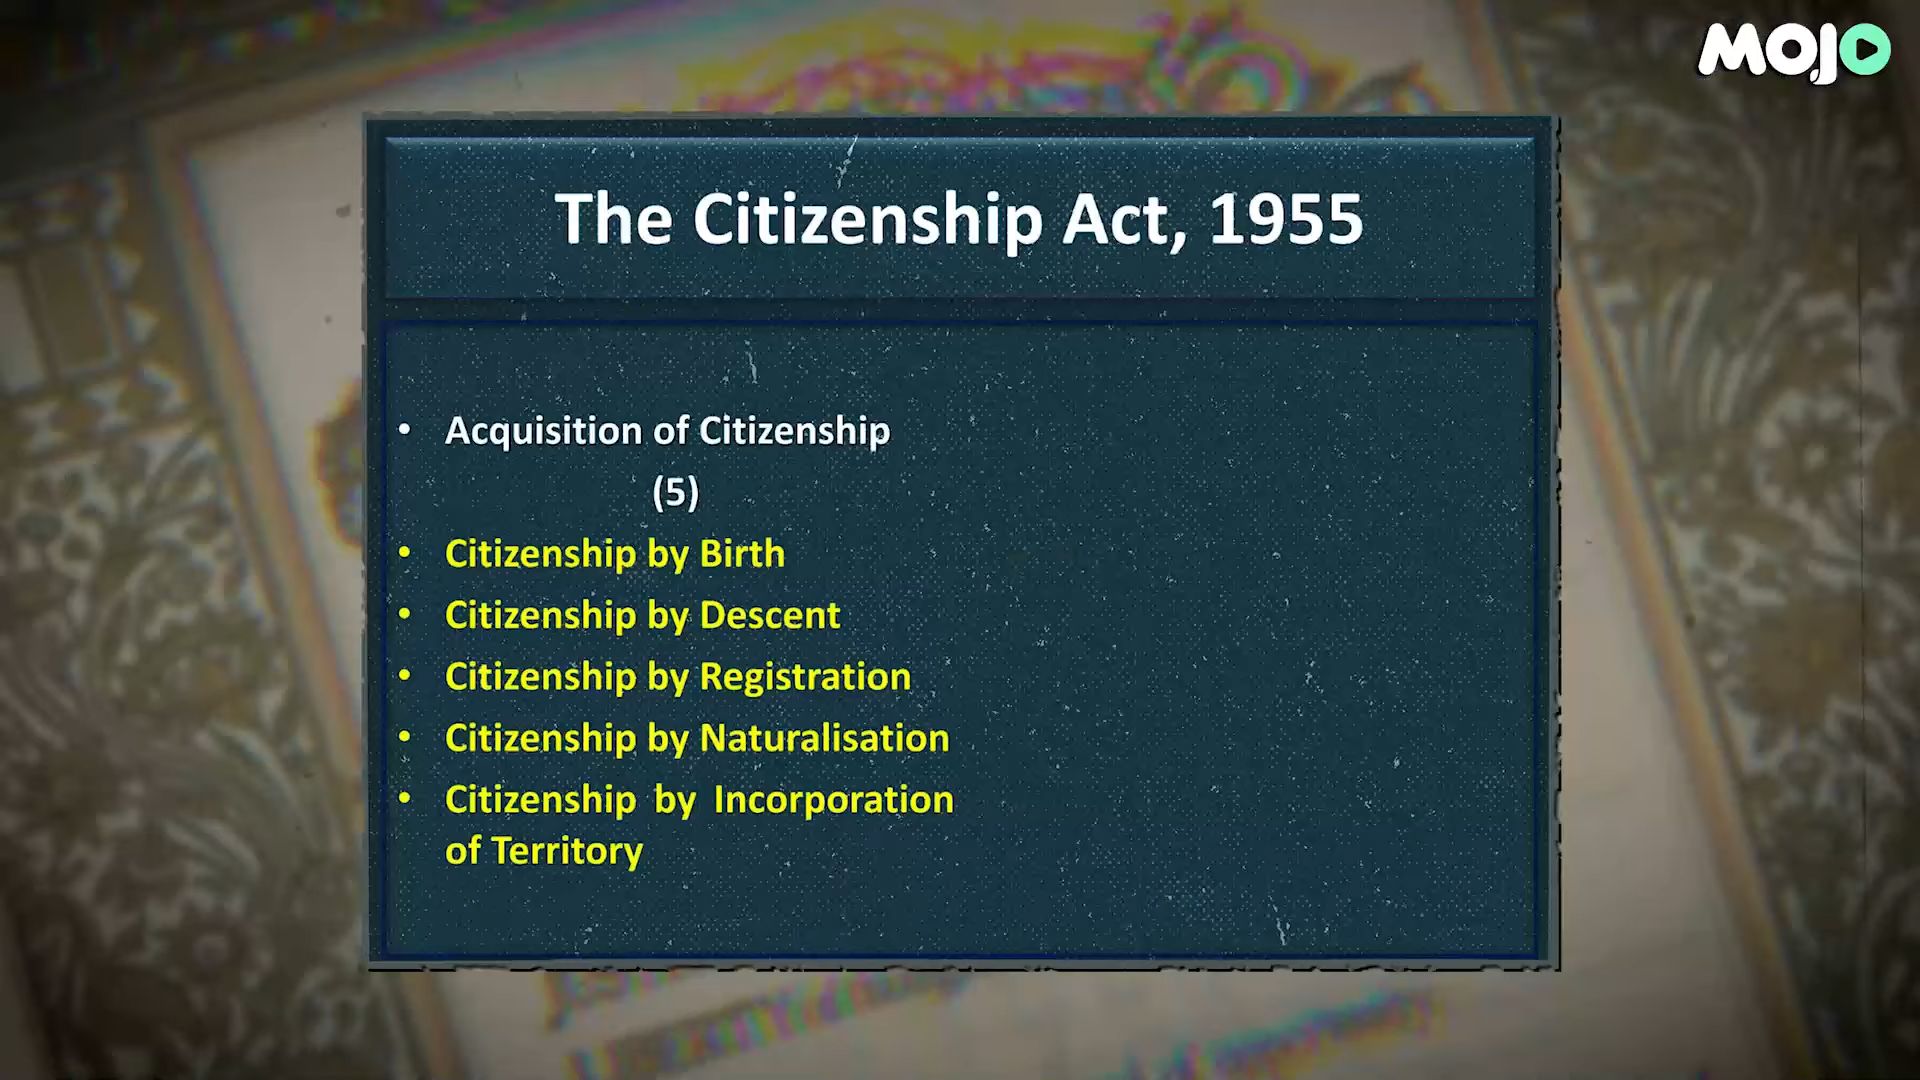 MOJO
The Citizenship Act, 1955
• Acquisition of Citizenship
(5)
• Citizenship by Birth
• Citizenship by Descent
• Citizenship by Registration
• Citizenship by Naturalisation
• Citizenship by Incorporation
of Territory